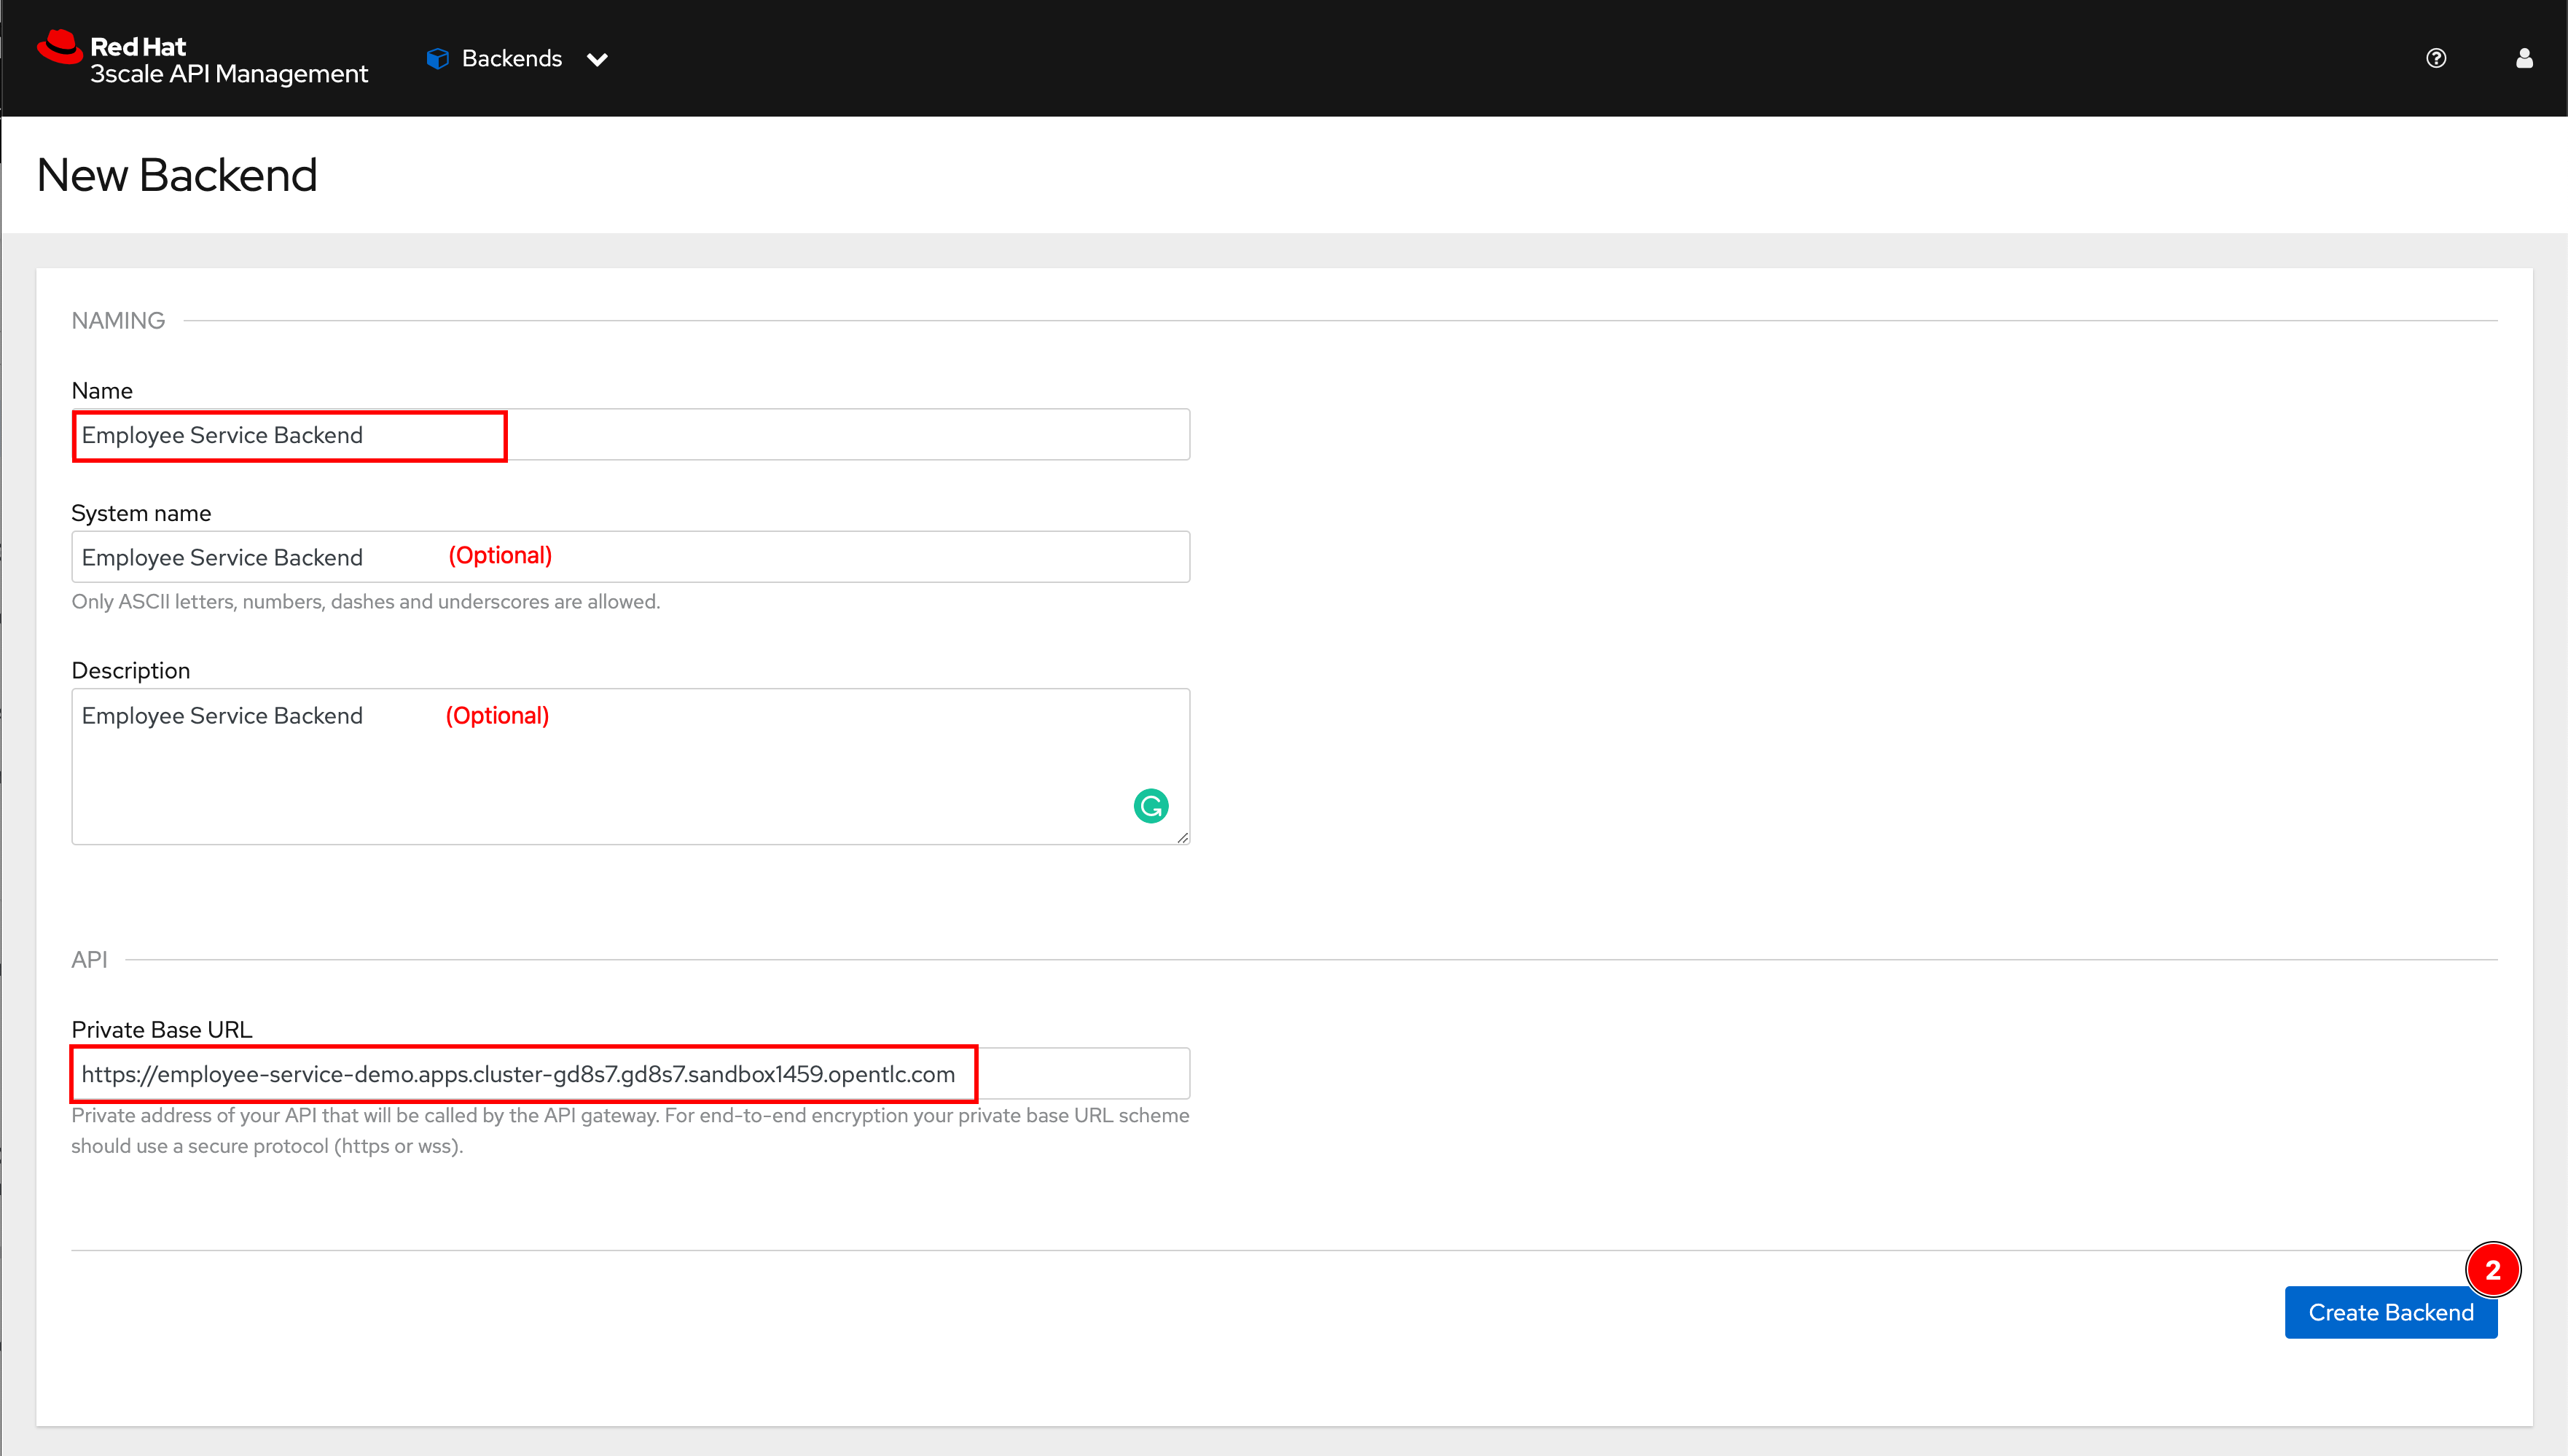 Red Hat
3scale API Management
Backends
New Backend
NAMING
Name
Employee Service Backend
System name
Employee Service Backend (Optional)
Only ASCII letters, numbers, dashes and underscores are allowed.
Description
Employee Service Backend (Optional)
API
Private Base URL
https://employee-service-demo.apps.cluster-gd8s7.gd8s7.sandbox1459.opentlc.com
Private address of your API that will be called by the API gateway. For end-to-end encryption your private base URL scheme
should use a secure protocol (https or wss).
2
Create Backend